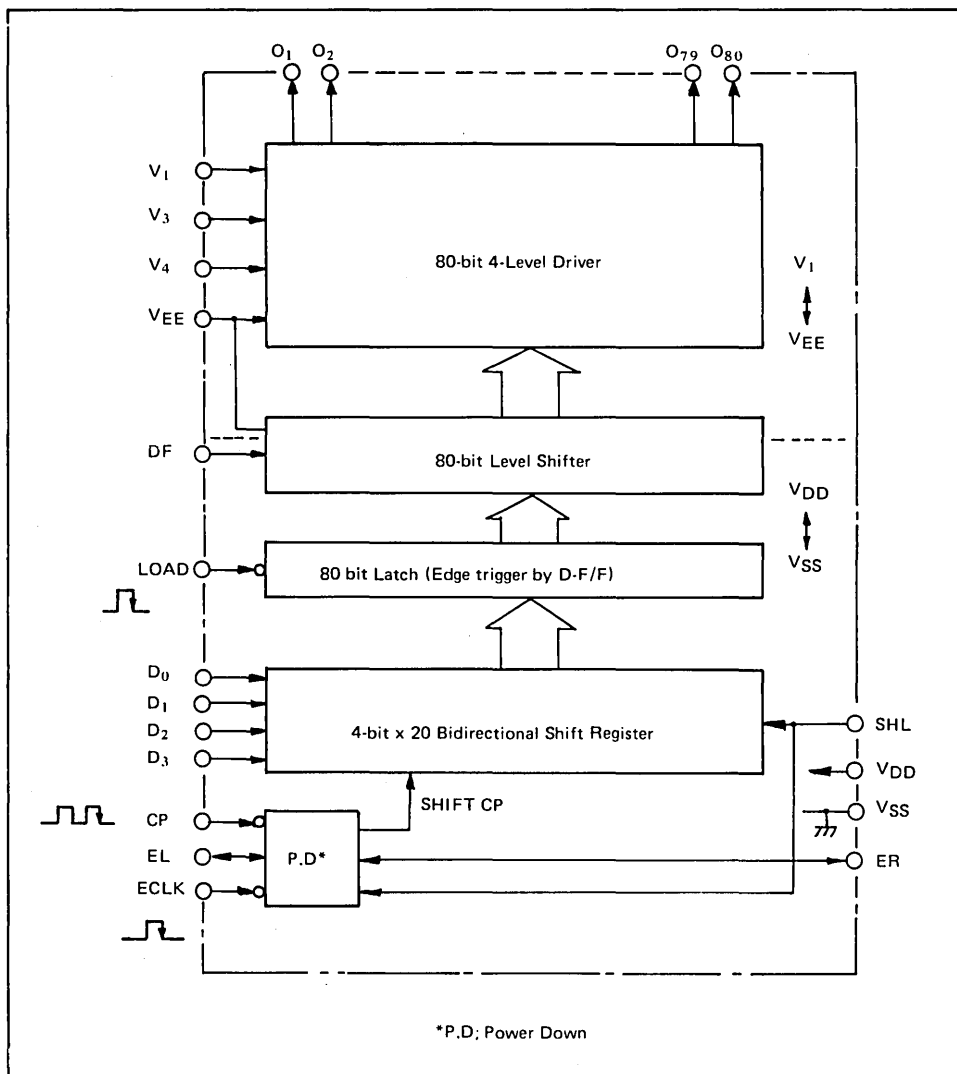 O₁ O₂ O₇₉ O₈₀
V₁
V₃
V₄
VEE
80-bit 4-Level Driver
V₁
VEE
DF
80-bit Level Shifter
VDD
VSS
LOAD
80 bit Latch (Edge trigger by D-F/F)
D₀
D₁
D₂
D₃
4-bit x 20 Bidirectional Shift Register
SHL
VDD
VSS
SHIFT CP
CP
EL
ECLK
P.D*
ER
*P.D; Power Down